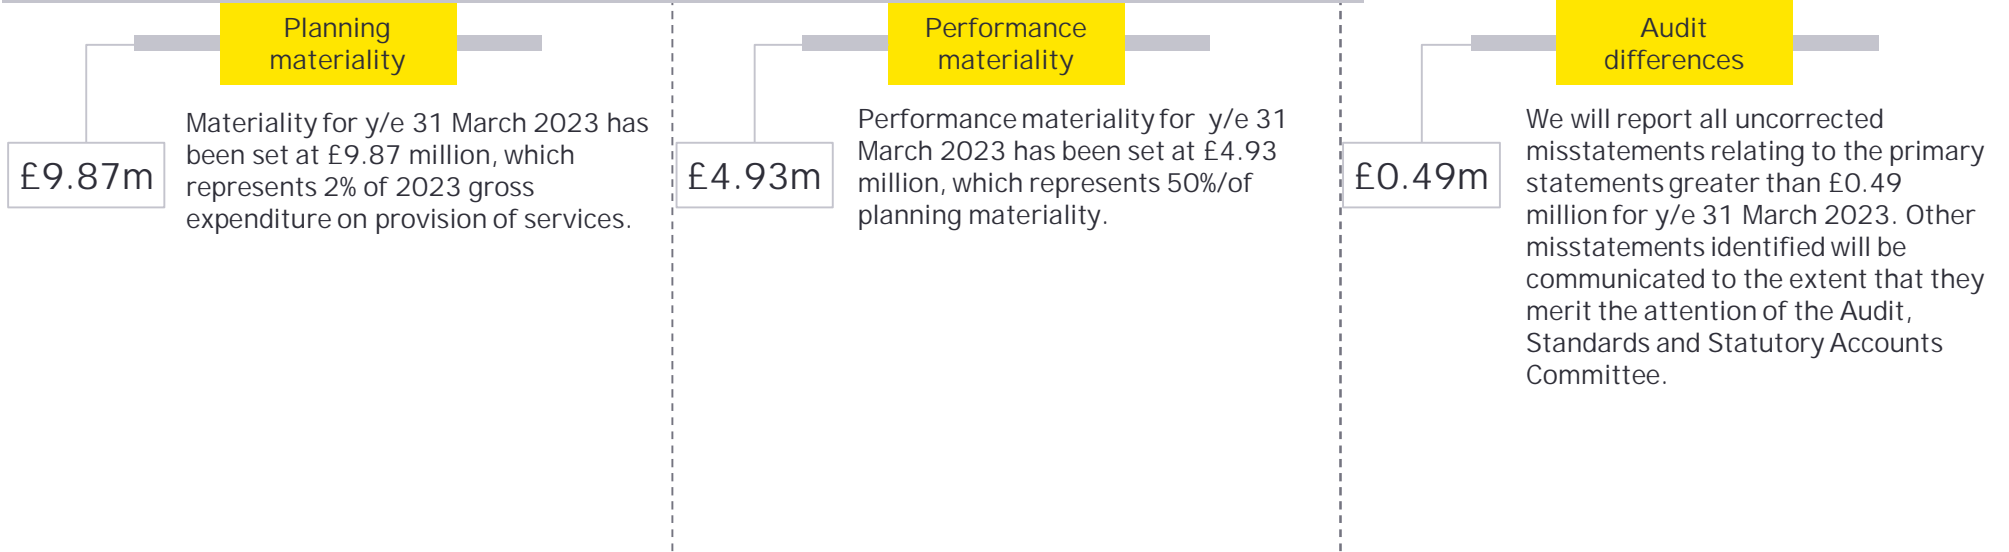 Planning
materiality
£9.87m
Materiality for y/e 31 March 2023 has
been set at £9.87 million, which
represents 2% of 2023 gross
expenditure on provision of services.
Performance
materiality
£4.93m
Performance materiality for y/e 31
March 2023 has been set at £4.93
million, which represents 50%/of
planning materiality.
Audit
differences
£0.49m
We will report all uncorrected
misstatements relating to the primary
statements greater than £0.49
million for y/e 31 March 2023. Other
misstatements identified will be
communicated to the extent that they
merit the attention of the Audit,
Standards and Statutory Accounts
Committee.